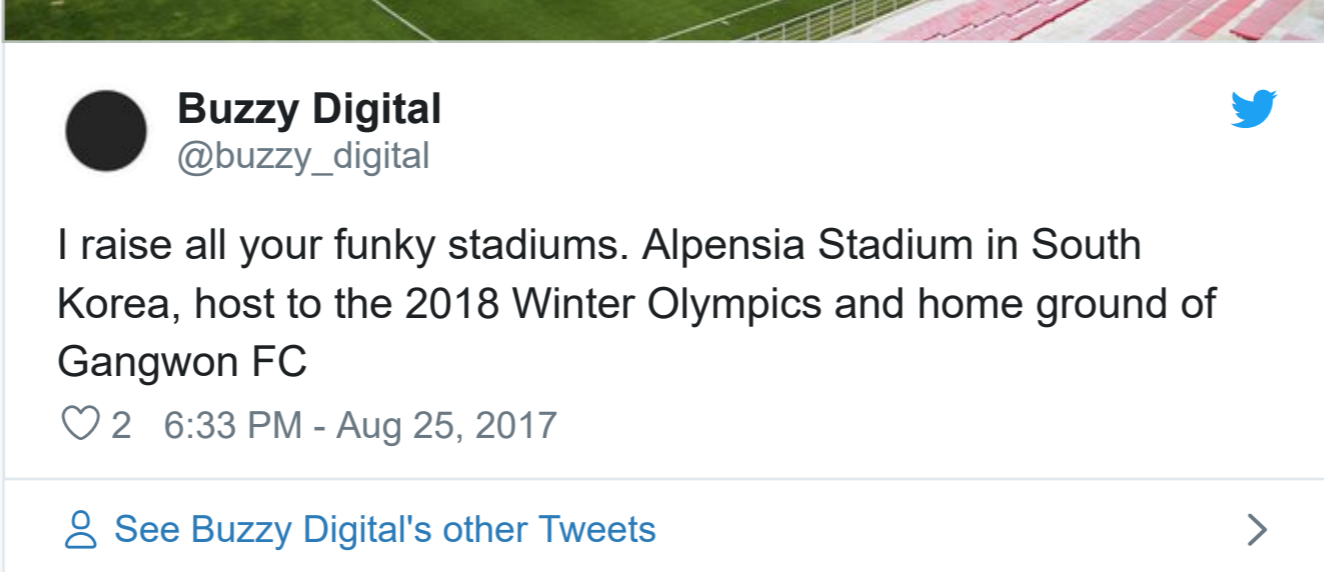 Buzzy Digital
@buzzy_digital
I raise all your funky stadiums. Alpensia Stadium in South
Korea, host to the 2018 Winter Olympics and home ground of
Gangwon FC
2 6:33 PM - Aug 25, 2017
See Buzzy Digital's other Tweets